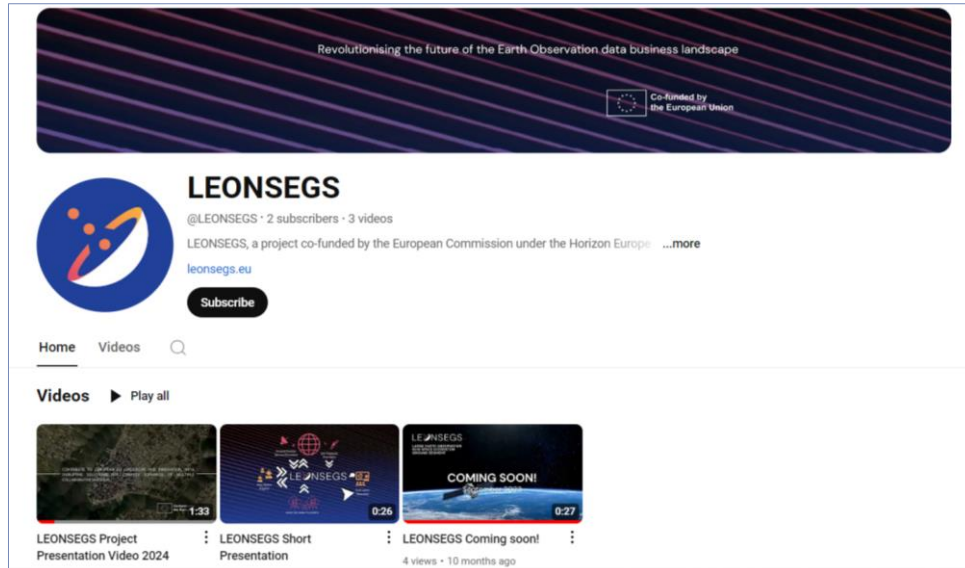 Revolutionising the future of the Earth Observation data business landscape
Co-funded by
the European Union
LEONSEGS
@LEONSEGS · 2 subscribers · 3 videos
LEONSEGS, a project co-funded by the European Commission under the Horizon Europe ...more
leonsegs.eu
Subscribe
Home Videos
Videos Play all
1:33
LEONSEGS
0:26
LEONSEGS
COMING SOON!
0:27
LEONSEGS Project
Presentation Video 2024
LEONSEGS Short
Presentation
LEONSEGS Coming soon!
4 views • 10 months ago